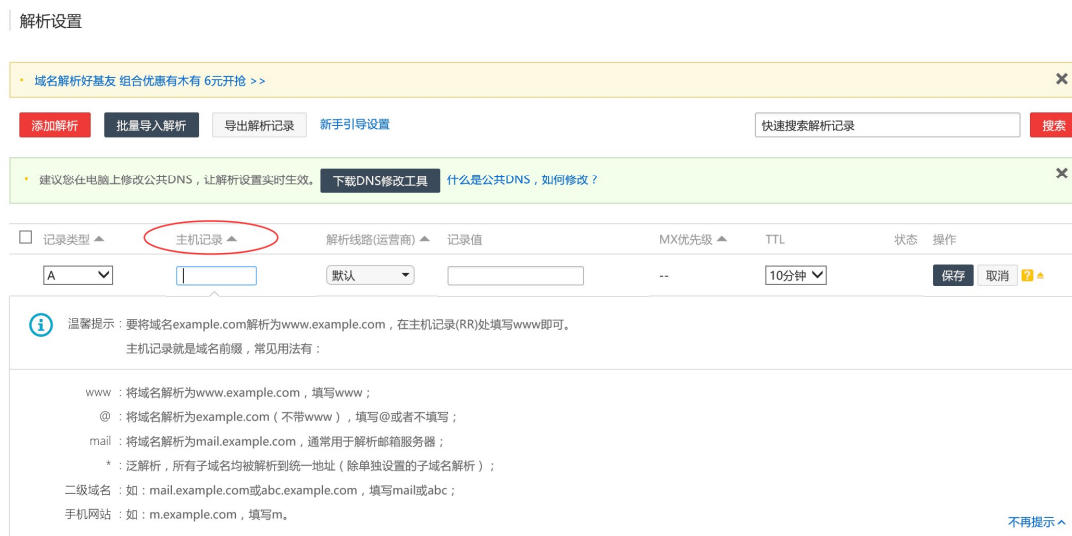 解析设置
域名解析好基友 组合优惠有木有 6元开抢 >>
添加解析 批量导入解析 导出解析记录 新手引导设置 快速搜索解析记录 搜索
建议您在电脑上修改公共DNS，让解析设置实时生效。 下载DNS修改工具 什么是公共DNS，如何修改？
记录类型 主机记录 解析线路(运营商) 记录值 MX优先级 TTL 状态 操作
A 默认 -- 10分钟 保存 取消 ?
温馨提示：要将域名example.com解析为www.example.com，在主机记录(RR)处填写www即可。
主机记录就是域名前缀，常见用法有：
www：将域名解析为www.example.com，填写www；
@：将域名解析为example.com（不带www），填写@或者不填写；
mail：将域名解析为mail.example.com，通常用于解析邮箱服务器；
*：泛解析，所有子域名均被解析到统一地址（除单独设置的子域名解析）；
二级域名：如：mail.example.com或abc.example.com，填写mail或abc；
手机网站：如：m.example.com，填写m。
不再提示